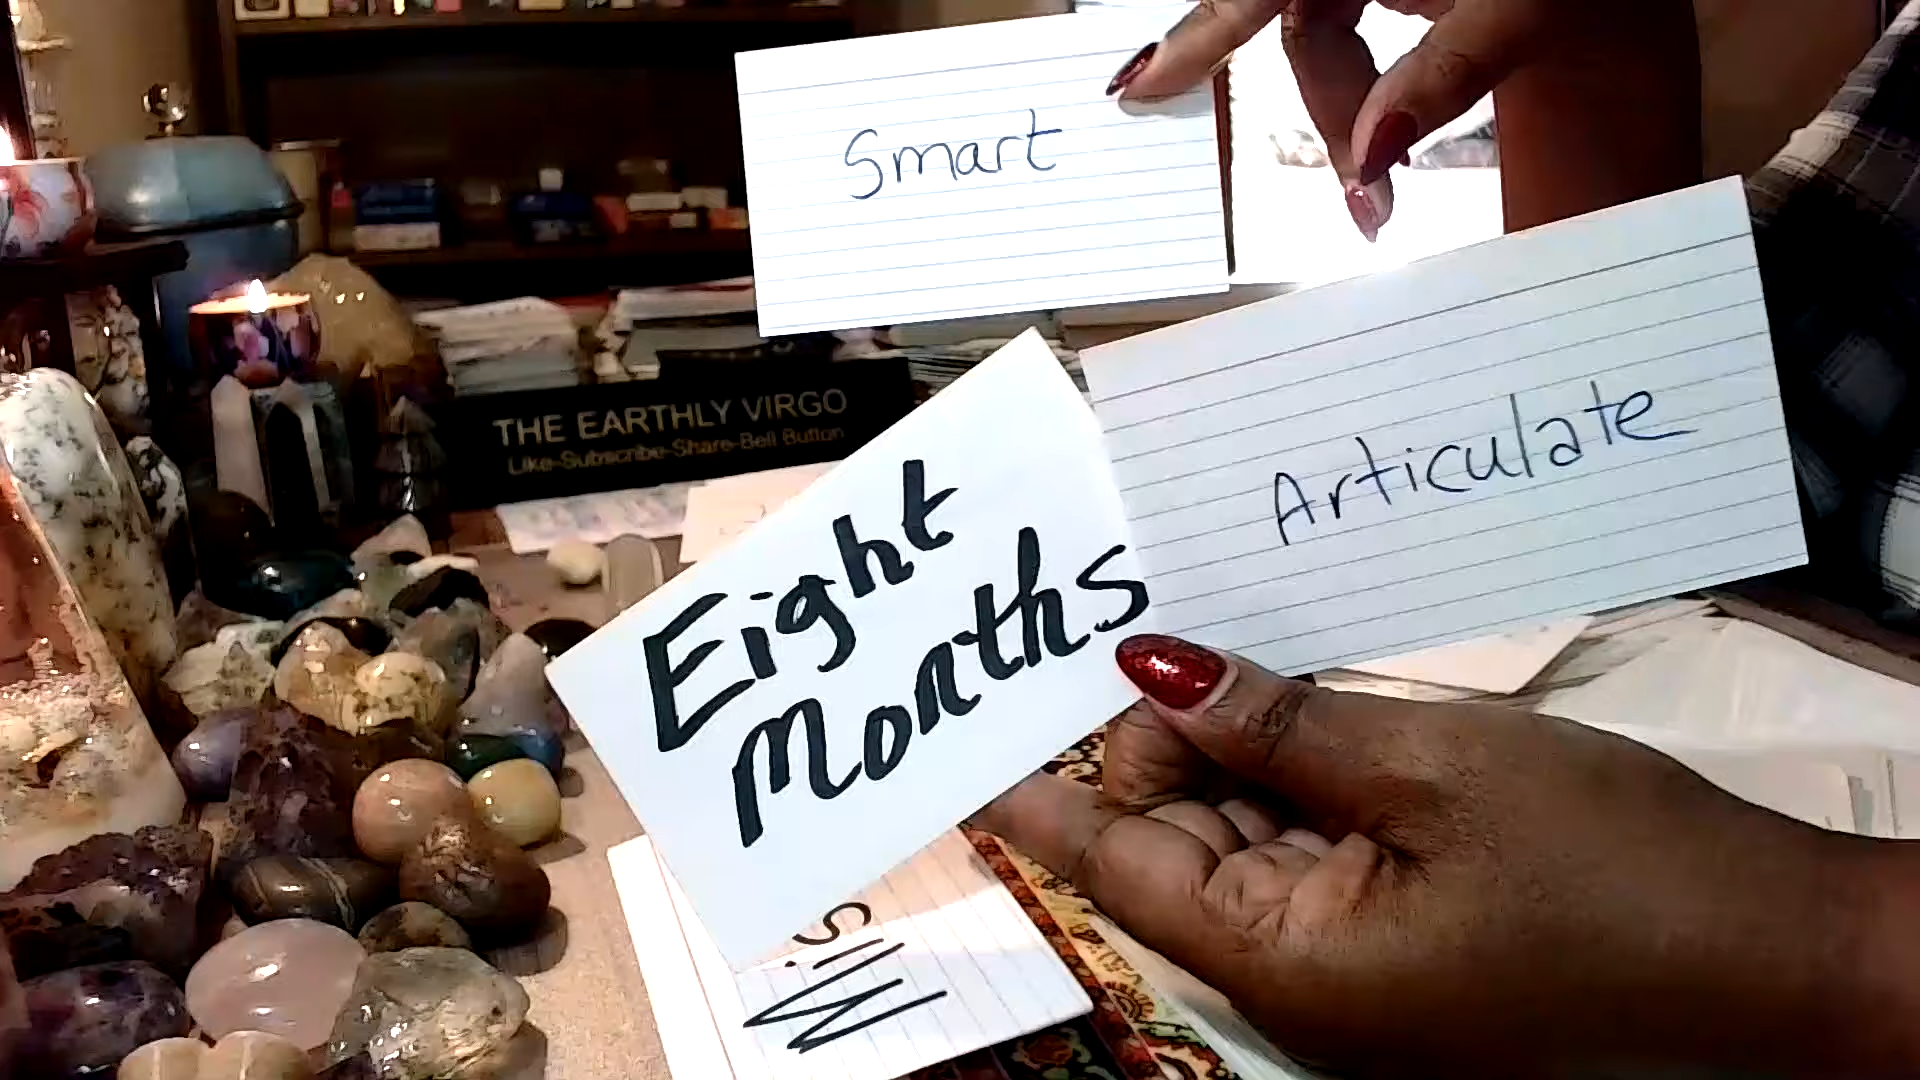 Smart
Articulate
THE EARTHLY VIRGO
Like-Subscribe-Share-Bell Button
Eight
Months